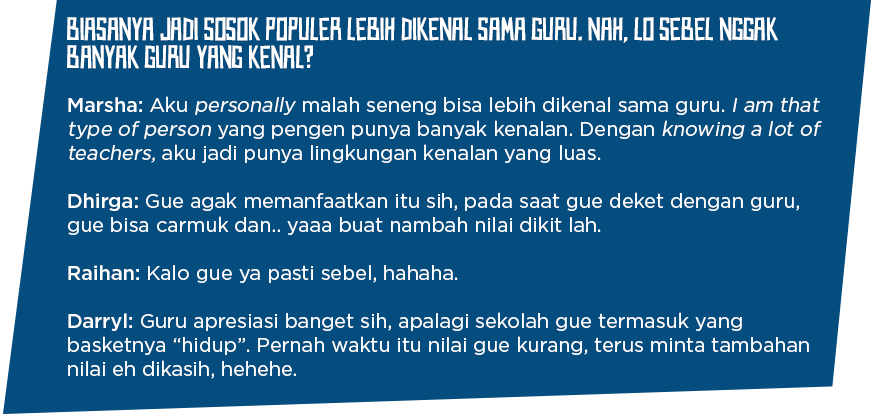 BIASANYA JADI SOSOK POPULER LEBIH DIKENAL SAMA GURU. NAH, LO SEBEL NGGAK
BANYAK GURU YANG KENAL?
Marsha: Aku personally malah seneng bisa lebih dikenal sama guru. I am that
type of person yang pengen punya banyak kenalan. Dengan knowing a lot of
teachers, aku jadi punya lingkungan kenalan yang luas.
Dhirga: Gue agak memanfaatkan itu sih, pada saat gue deket dengan guru,
gue bisa carmuk dan.. yaaa buat nambah nilai dikit lah.
Raihan: Kalo gue ya pasti sebel, hahaha.
Darryl: Guru apresiasi banget sih, apalagi sekolah gue termasuk yang
basketnya “hidup”. Pernah waktu itu nilai gue kurang, terus minta tambahan
nilai eh dikasih, hehehe.